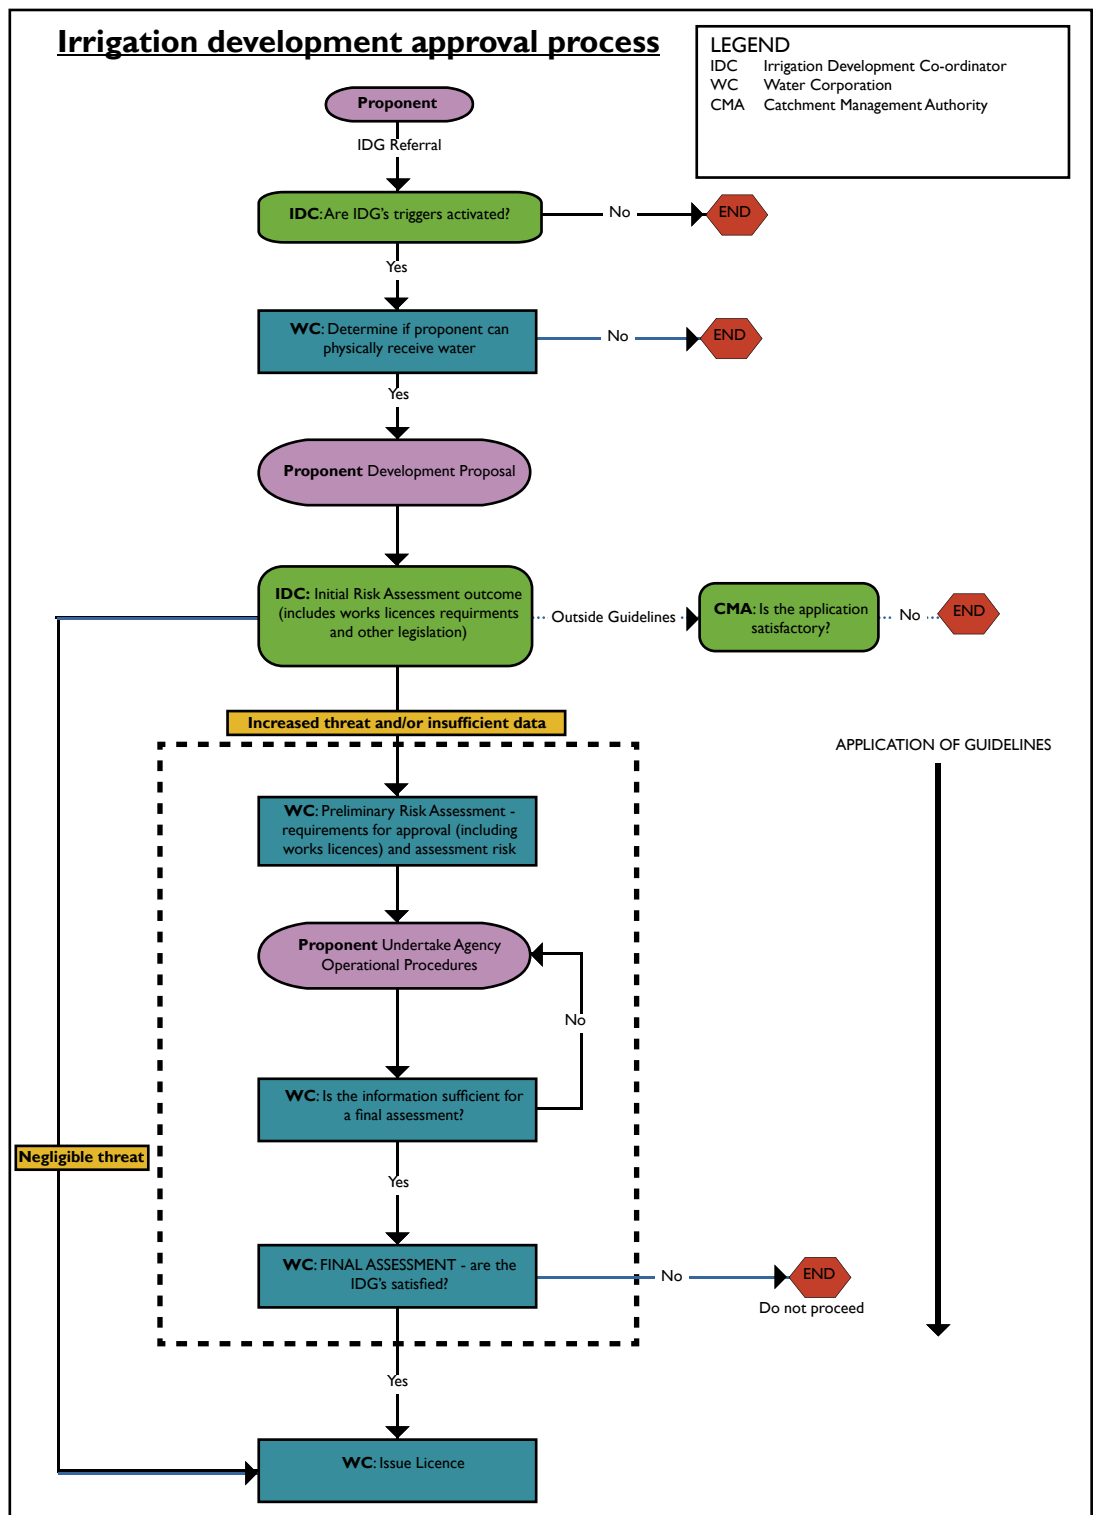 Irrigation development approval process
LEGEND
IDC Irrigation Development Co-ordinator
WC Water Corporation
CMA Catchment Management Authority
Proponent
IDG Referral
IDC: Are IDG's triggers activated?
No
END
Yes
WC: Determine if proponent can
physically receive water
No
END
Yes
Proponent Development Proposal
IDC: Initial Risk Assessment outcome
(includes works licences requirments
and other legislation)
Outside Guidelines
CMA: Is the application
satisfactory?
No
END
Increased threat and/or insufficient data
APPLICATION OF GUIDELINES
WC: Preliminary Risk Assessment -
requirements for approval (including
works licences) and assessment risk
Proponent Undertake Agency
Operational Procedures
No
WC: Is the information sufficient for
a final assessment?
Negligible threat
Yes
WC: FINAL ASSESSMENT - are the
IDG's satisfied?
No
END
Do not proceed
Yes
WC: Issue Licence